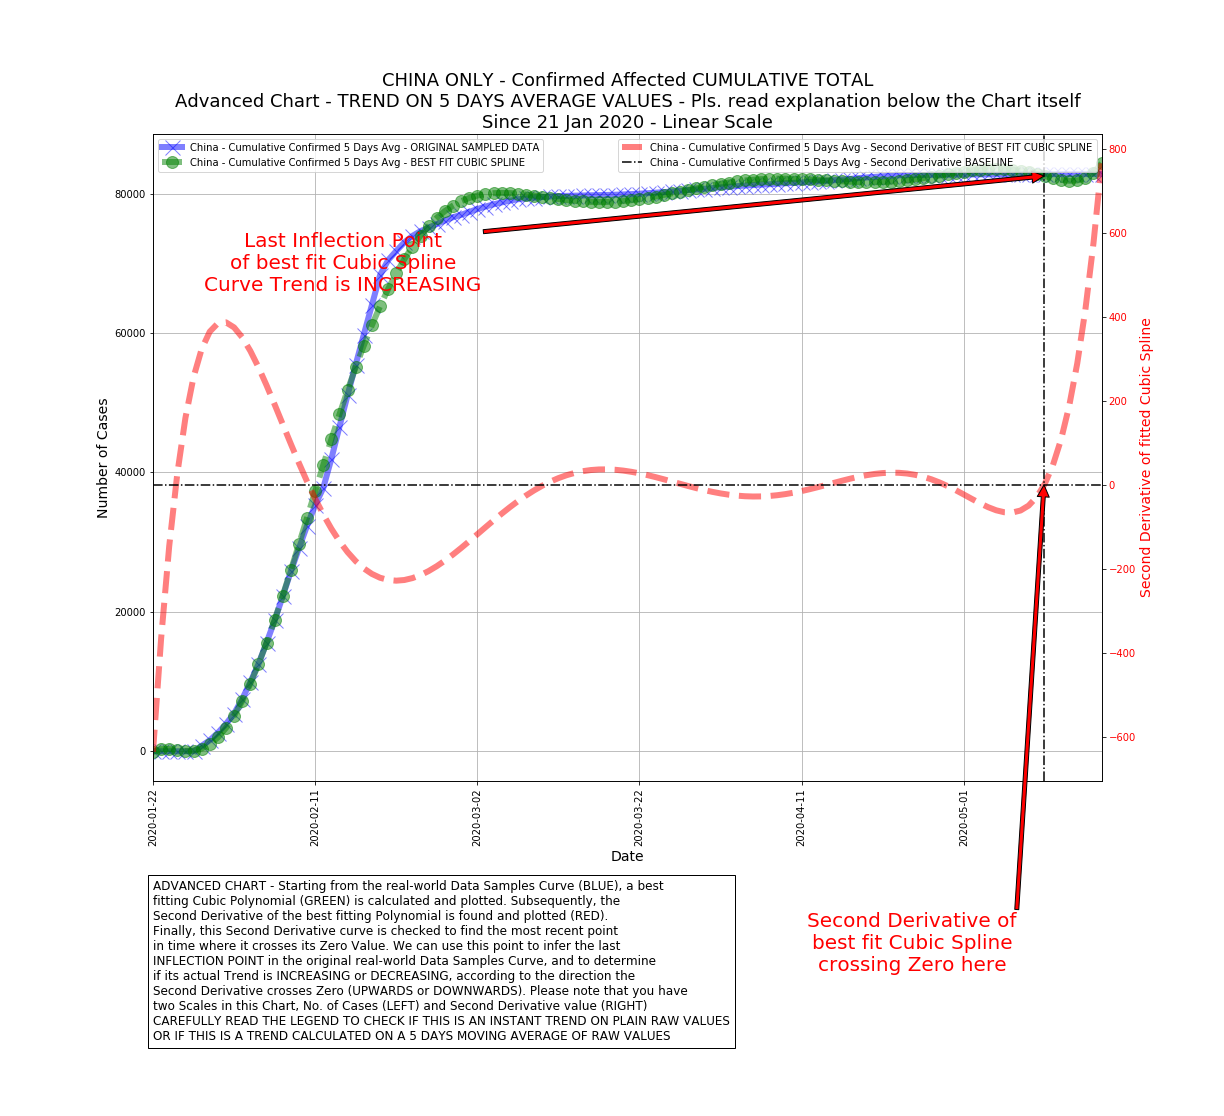 CHINA ONLY - Confirmed Affected CUMULATIVE TOTAL
Advanced Chart - TREND ON 5 DAYS AVERAGE VALUES - Pls. read explanation below the Chart itself
Since 21 Jan 2020 - Linear Scale
China - Cumulative Confirmed 5 Days Avg - ORIGINAL SAMPLED DATA
China - Cumulative Confirmed 5 Days Avg - BEST FIT CUBIC SPLINE
China - Cumulative Confirmed 5 Days Avg - Second Derivative of BEST FIT CUBIC SPLINE
China - Cumulative Confirmed 5 Days Avg - Second Derivative BASELINE
Last Inflection Point
of best fit Cubic Spline
Curve Trend is INCREASING
Number of Cases
80000
60000
40000
20000
0
800
600
400
200
0
−200
−400
−600
Second Derivative of fitted Cubic Spline
2020-01-22
2020-02-11
2020-03-02
2020-03-22
2020-04-11
2020-05-01
Date
ADVANCED CHART - Starting from the real-world Data Samples Curve (BLUE), a best
fitting Cubic Polynomial (GREEN) is calculated and plotted. Subsequently, the
Second Derivative of the best fitting Polynomial is found and plotted (RED).
Finally, this Second Derivative curve is checked to find the most recent point
in time where it crosses its Zero Value. We can use this point to infer the last
INFLECTION POINT in the original real-world Data Samples Curve, and to determine
if its actual Trend is INCREASING or DECREASING, according to the direction the
Second Derivative crosses Zero (UPWARDS or DOWNWARDS). Please note that you have
two Scales in this Chart, No. of Cases (LEFT) and Second Derivative value (RIGHT)
CAREFULLY READ THE LEGEND TO CHECK IF THIS IS AN INSTANT TREND ON PLAIN RAW VALUES
OR IF THIS IS A TREND CALCULATED ON A 5 DAYS MOVING AVERAGE OF RAW VALUES
Second Derivative of
best fit Cubic Spline
crossing Zero here